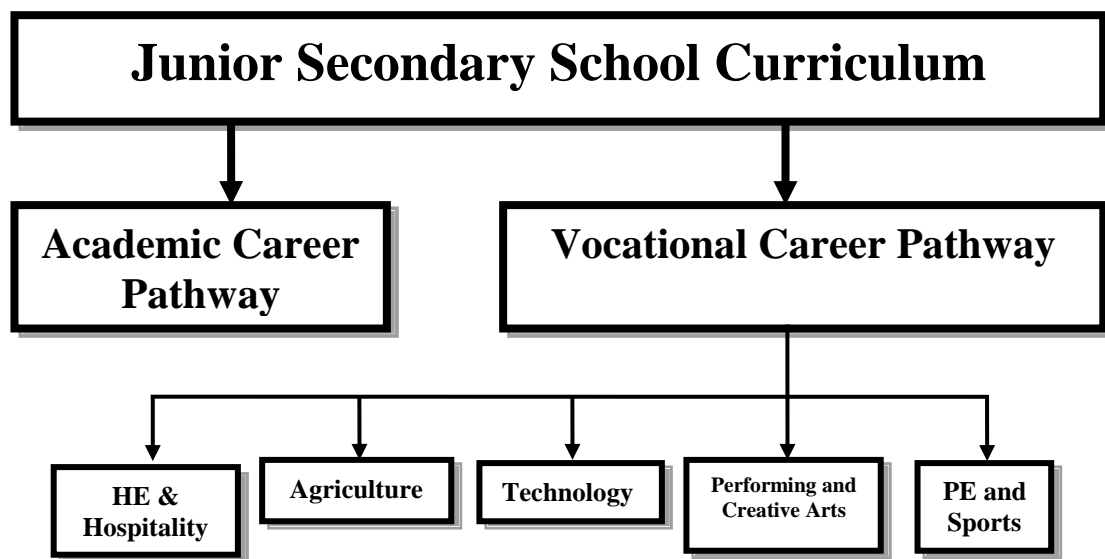 Junior Secondary School Curriculum
Academic Career
Pathway
Vocational Career Pathway
HE &
Hospitality
Agriculture
Technology
Performing and
Creative Arts
PE and
Sports